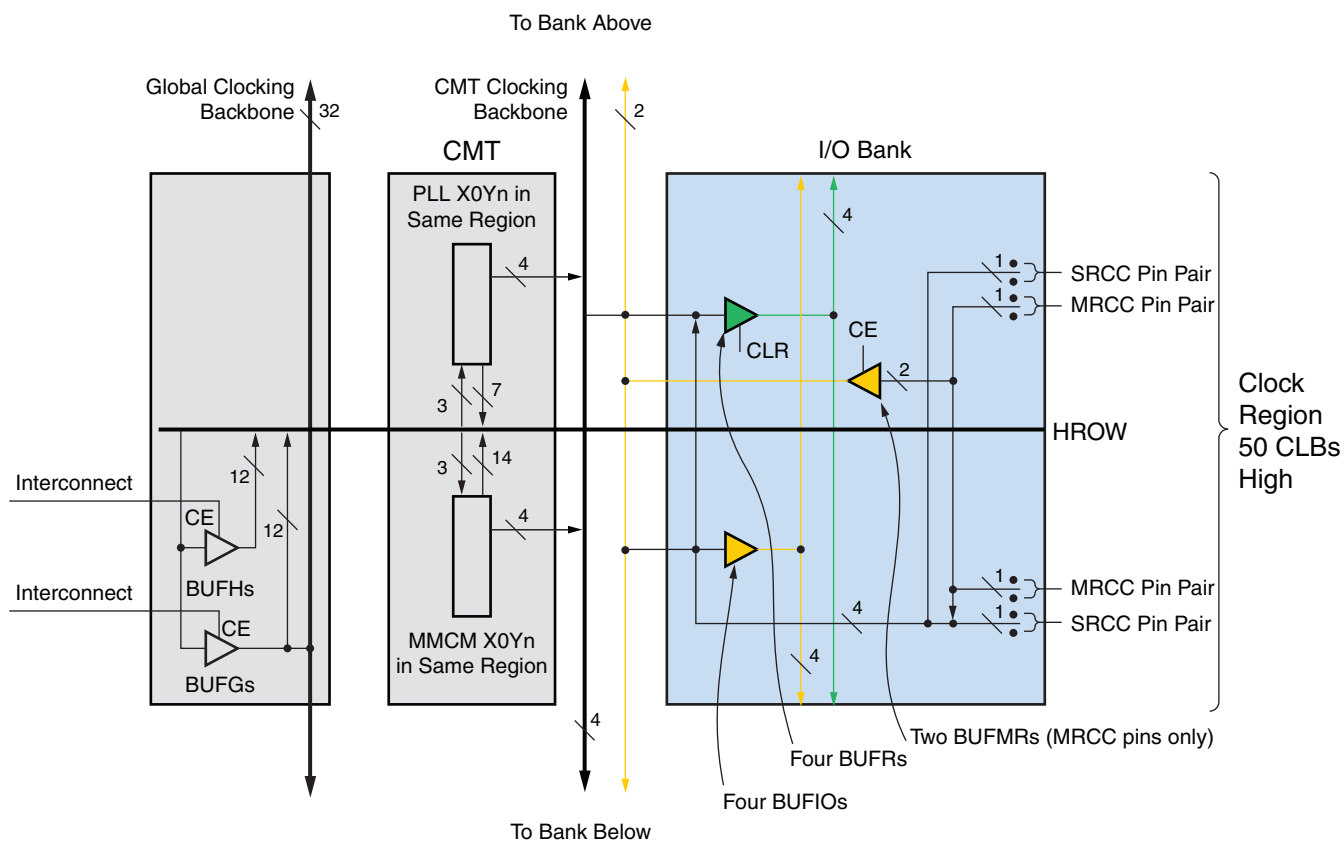 To Bank Above
Global Clocking
Backbone
32
CMT Clocking
Backbone
2
CMT
I/O Bank
PLL X0Yn in
Same Region
4
4
1
SRCC Pin Pair
1
MRCC Pin Pair
CLR
CE
2
3
7
HROW
Clock
Region
50 CLBs
High
Interconnect
12
3
14
CE
12
4
BUFHs
Interconnect
CE
1
MRCC Pin Pair
4
1
SRCC Pin Pair
MMCM X0Yn
in Same Region
4
BUFGs
4
Two BUFMRs (MRCC pins only)
Four BUFRs
Four BUFIOs
To Bank Below